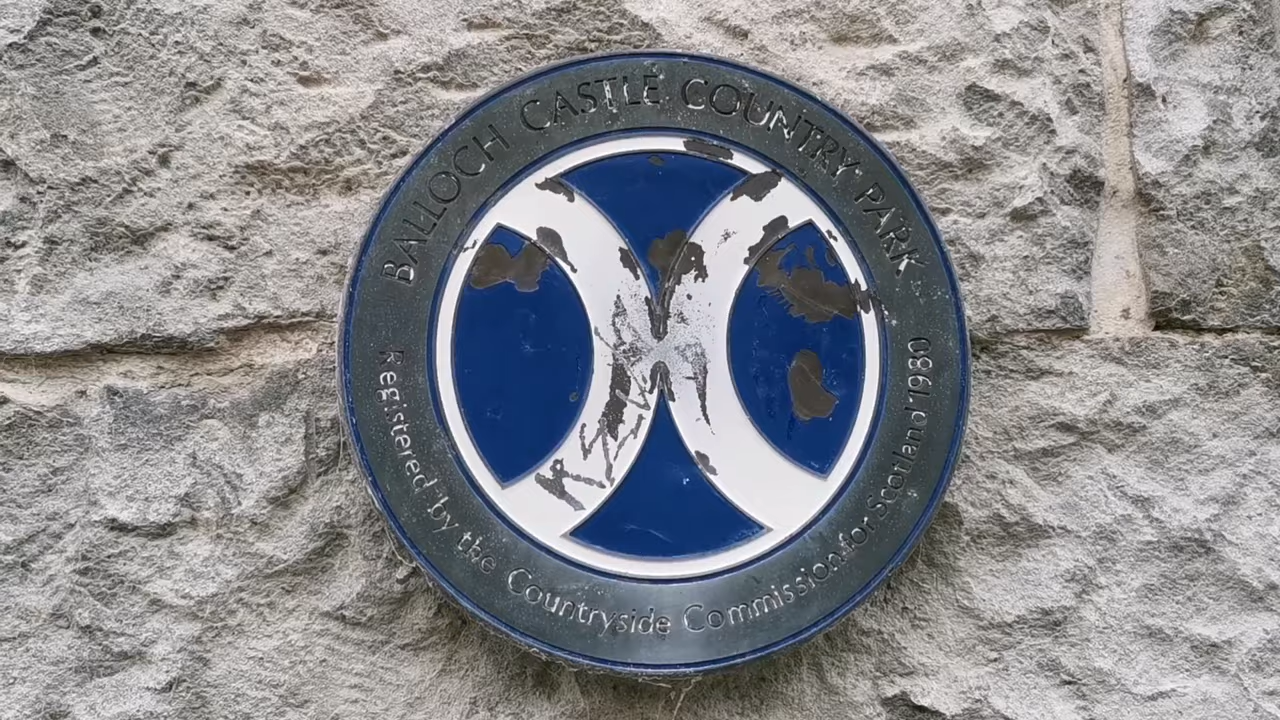 BALLOCH CASTLE COUNTRY PARK
Registered by the Countryside Commission for Scotland 1980